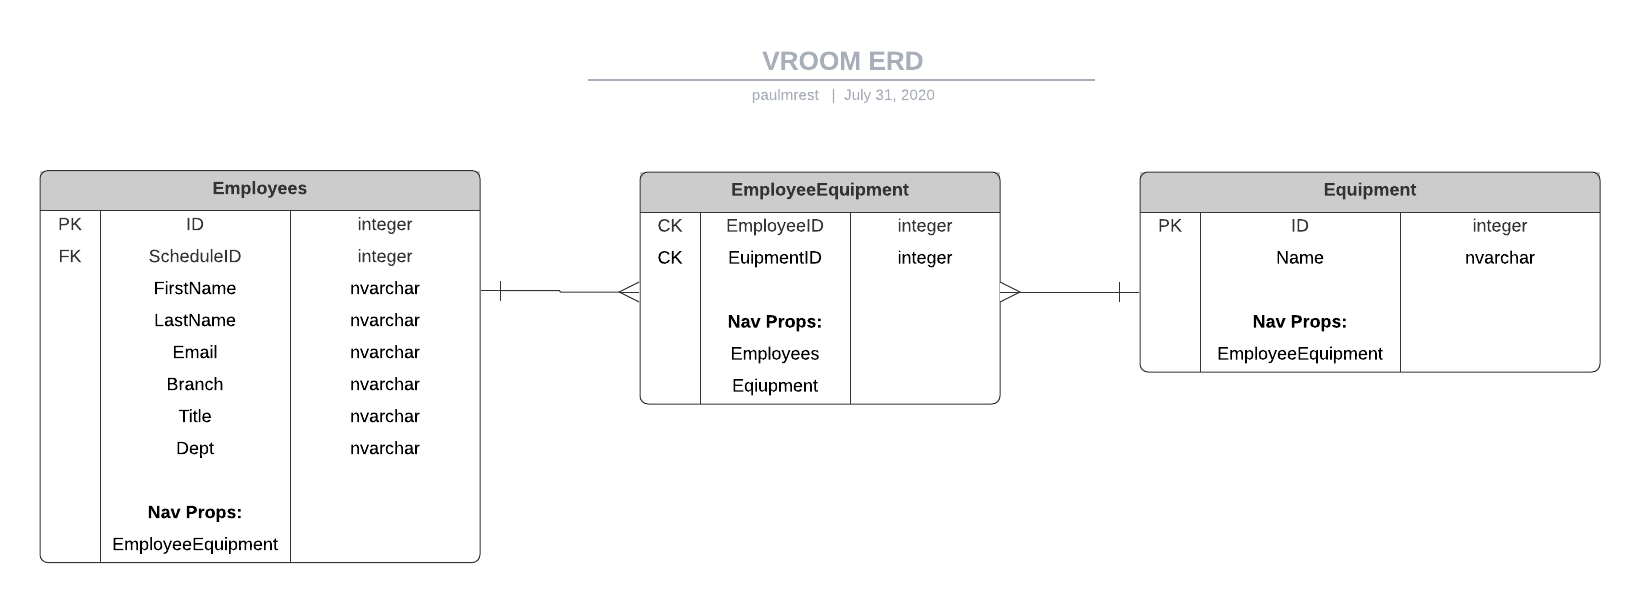 VROOM ERD
paulmrest | July 31, 2020
Employees
PK ID integer
FK ScheduleID integer
FirstName nvarchar
LastName nvarchar
Email nvarchar
Branch nvarchar
Title nvarchar
Dept nvarchar
Nav Props:
EmployeeEquipment
EmployeeEquipment
CK EmployeeID integer
CK EuipmentID integer
Nav Props:
Employees
Eqiupment
Equipment
PK ID integer
Name nvarchar
Nav Props:
EmployeeEquipment